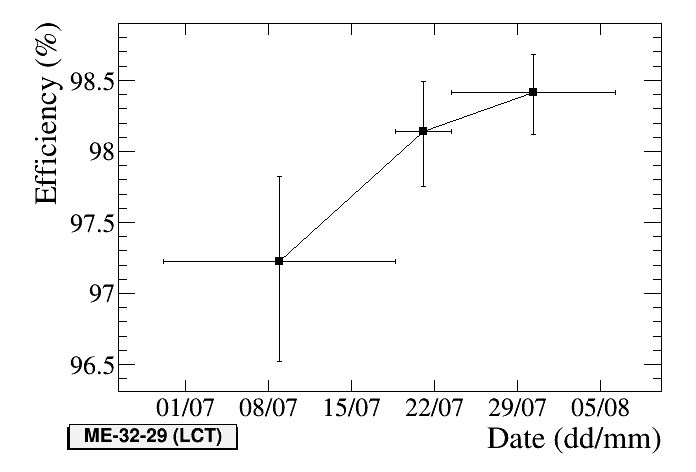 Efficiency (%)
98.5
98
97.5
97
96.5
01/07 08/07 15/07 22/07 29/07 05/08
ME-32-29 (LCT)
Date (dd/mm)